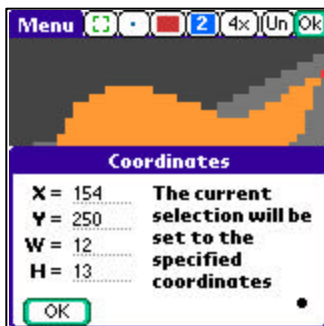 Menu 2 4x Un Ok
Coordinates
X = 154
Y = 250
W = 12
H = 13
The current
selection will be
set to the
specified
coordinates
OK